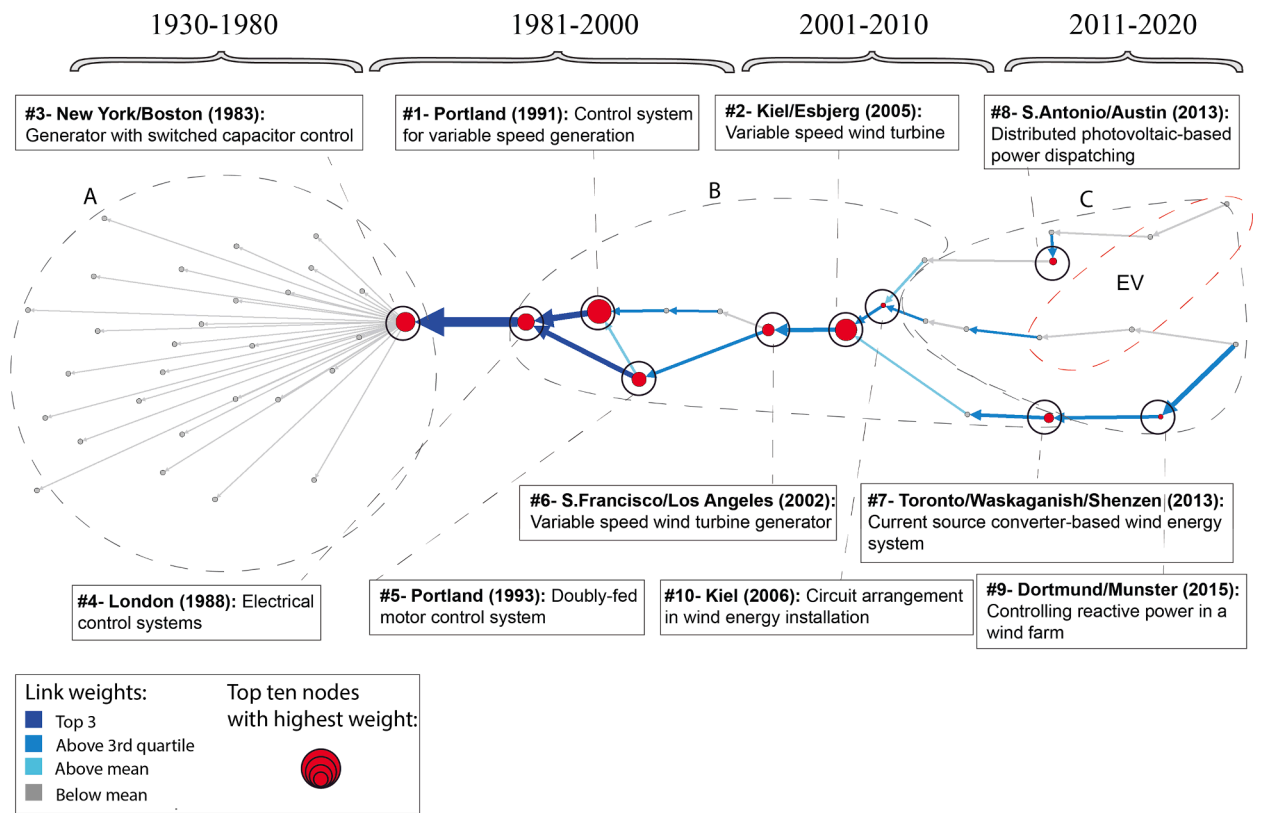 1930-1980
1981-2000
2001-2010
2011-2020
#3- New York/Boston (1983):
Generator with switched capacitor control
#1- Portland (1991): Control system
for variable speed generation
#2- Kiel/Esbjerg (2005):
Variable speed wind turbine
#8- S.Antonio/Austin (2013):
Distributed photovoltaic-based
power dispatching
A
B
C
EV
#6- S.Francisco/Los Angeles (2002):
Variable speed wind turbine generator
#7- Toronto/Waskaganish/Shenzen (2013):
Current source converter-based wind energy
system
#4- London (1988): Electrical
control systems
#5- Portland (1993): Doubly-fed
motor control system
#10- Kiel (2006): Circuit arrangement
in wind energy installation
#9- Dortmund/Munster (2015):
Controlling reactive power in a
wind farm
Link weights:
Top 3
Above 3rd quartile
Above mean
Below mean
Top ten nodes
with highest weight: